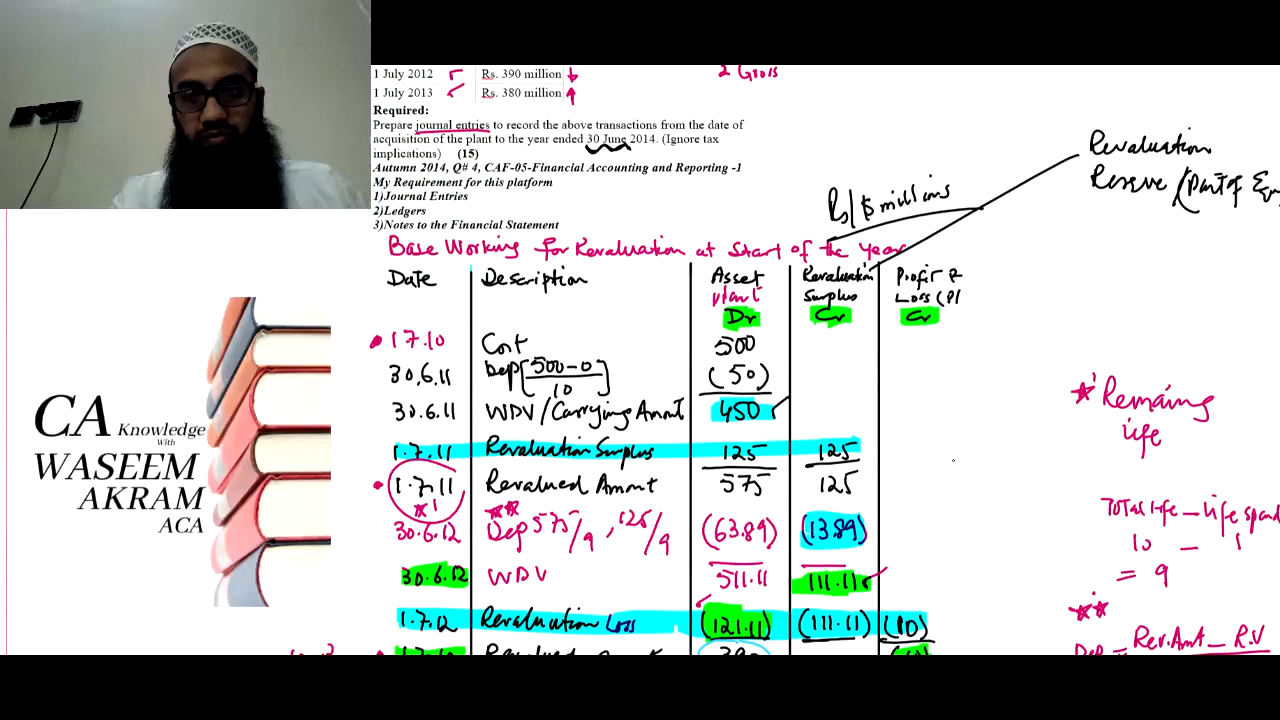 1 July 2012 Rs. 390 million
1 July 2013 Rs. 380 million
2 Gross
Required:
Prepare journal entries to record the above transactions from the date of
acquisition of the plant to the year ended 30 June 2014. (Ignore tax
implications) (15)
Autumn 2014, Q# 4, CAF-05-Financial Accounting and Reporting -1
My Requirement for this platform
1)Journal Entries
2)Ledgers
3)Notes to the Financial Statement
Rs/$ millions
Revaluation
Reserve (Part of
Base Working for Revaluation at Start of the Year
Date Description Asset Plant Dr Revaluation Surplus Cr Profit & Loss (P/ Cr
1.7.10 Cost 500
30.6.11 Dep [500-0/10] (50)
30.6.11 WDV/Carrying Amont 450
1.7.11 Revaluation Surplus 125 125
1.7.11 Revalued Amont 575 125
*1
30.6.12 ** Dep 575/9, 125/9 (63.89) (13.89)
30.6.12 WDV 511.11 111.11
1.7.12 Revaluation Loss (121.11) (111.11) (10)
*1 Remaing
life
Total life - life spend
10 - 1
= 9
**
Dep = Rev.Amt - R.V
CA Knowledge
With
WASEEM
AKRAM
ACA